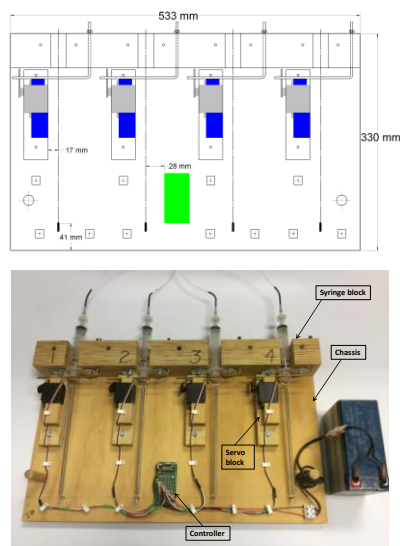 533 mm
330 mm
17 mm
28 mm
41 mm
Syringe block
1
2
3
4
Chassis
Servo
block
Controller